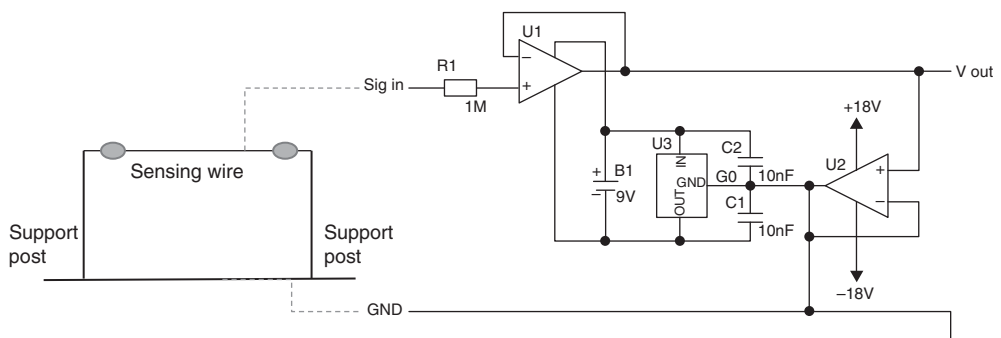 U1
R1
Sig in
1M
−
+
V out
+18V
Sensing wire
U3
IN
C2
U2
+
B1
−
9V
GND
G0
10nF
+
−
OUT
C1
10nF
Support
post
Support
post
−18V
GND